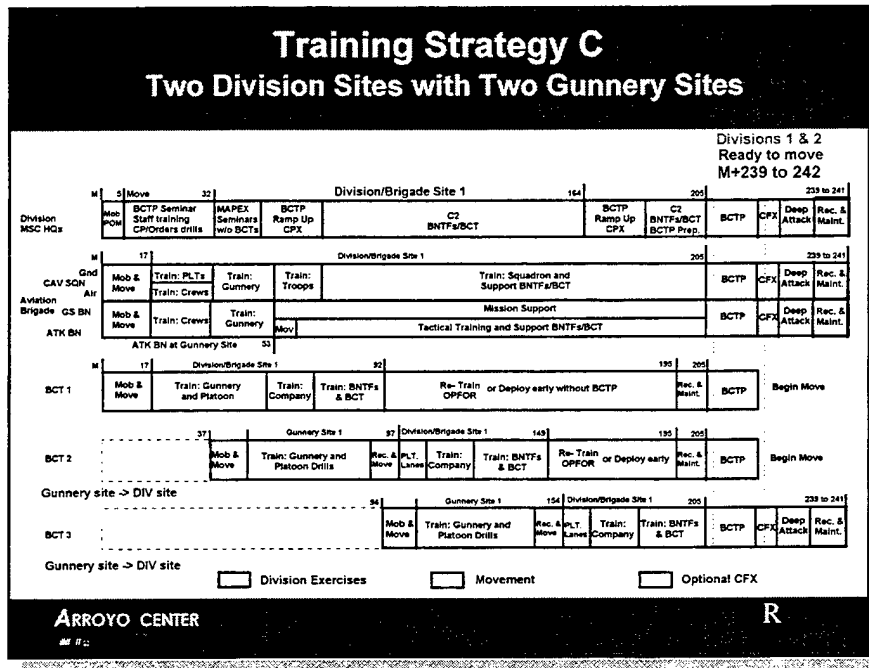 Training Strategy C
Two Division Sites with Two Gunnery Sites
Divisions 1 & 2
Ready to move
M+239 to 242
M 5 Move 32 Division/Brigade Site 1 164 205 239 to 241
Division
MSC HQs
Mob
POM
BCTP Seminar
Staff training
CP/Orders drills
MAPEX
Seminars
w/o BCTs
BCTP
Ramp Up
CPX
C2
BNTFs/BCT
BCTP
Ramp Up
CPX
C2
BNTFs/BCT
BCTP Prep.
BCTP
CFX
Deep
Attack
Rec. &
Maint.
M 17 Division/Brigade Site 1 205 239 to 241
Gnd
CAV SQN
Air
Mob &
Move
Train: PLTs
Train: Crews
Train:
Gunnery
Train:
Troops
Train: Squadron and
Support BNTFs/BCT
BCTP
CFX
Deep
Attack
Rec. &
Maint.
Aviation
Brigade GS BN
ATK BN
Mob &
Move
Train: Crews
Train:
Gunnery
Mission Support
Mov
Tactical Training and Support BNTFs/BCT
BCTP
CFX
Deep
Attack
Rec. &
Maint.
ATK BN at Gunnery Site 53
M 17 Division/Brigade Site 1 92 195 205
BCT 1
Mob &
Move
Train: Gunnery
and Platoon
Train:
Company
Train: BNTFs
& BCT
Re- Train
OPFOR
or Deploy early without BCTP
Rec. &
Maint.
BCTP
Begin Move
37 Gunnery Site 1 97 Division/Brigade Site 1 149 195 205
BCT 2
Mob &
Move
Train: Gunnery and
Platoon Drills
Rec. &
Move
PLT.
Lanes
Train:
Company
Train: BNTFs
& BCT
Re- Train
OPFOR
or Deploy early
Rec. &
Maint.
BCTP
Begin Move
Gunnery site -> DIV site
94 Gunnery Site 1 154 Division/Brigade Site 1 205 239 to 241
BCT 3
Mob &
Move
Train: Gunnery and
Platoon Drills
Rec. &
Move
PLT.
Lanes
Train:
Company
Train: BNTFs
& BCT
BCTP
CFX
Deep
Attack
Rec. &
Maint.
Gunnery site -> DIV site
Division Exercises
Movement
Optional CFX
ARROYO CENTER
R